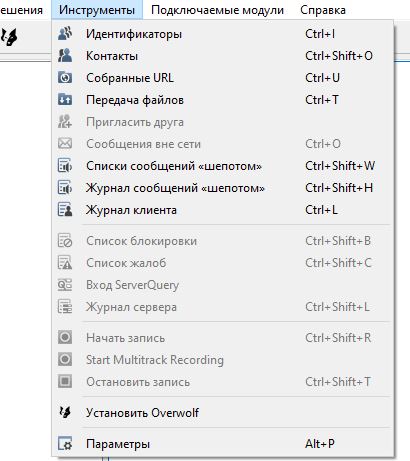 ешения Инструменты Подключаемые модули Справка
Идентификаторы Ctrl+I
Контакты Ctrl+Shift+O
Собранные URL Ctrl+U
Передача файлов Ctrl+T
Пригласить друга
Сообщения вне сети Ctrl+O
Списки сообщений «шепотом» Ctrl+Shift+W
Журнал сообщений «шепотом» Ctrl+Shift+H
Журнал клиента Ctrl+L
Список блокировки Ctrl+Shift+B
Список жалоб Ctrl+Shift+C
Вход ServerQuery
Журнал сервера Ctrl+Shift+L
Начать запись Ctrl+Shift+R
Start Multitrack Recording
Остановить запись Ctrl+Shift+T
Установить Overwolf
Параметры Alt+P